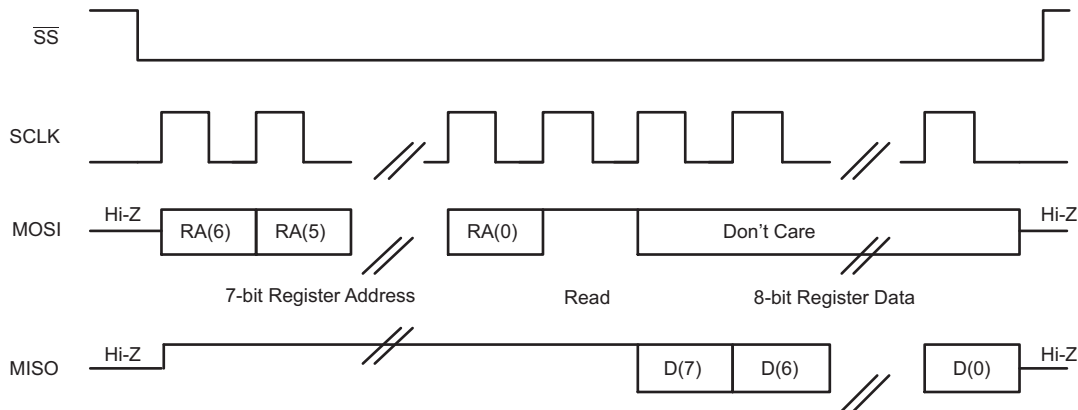 SS
SCLK
Hi-Z RA(6) RA(5) RA(0) Don't Care Hi-Z
MOSI
7-bit Register Address Read 8-bit Register Data
Hi-Z Hi-Z
MISO D(7) D(6) D(0)